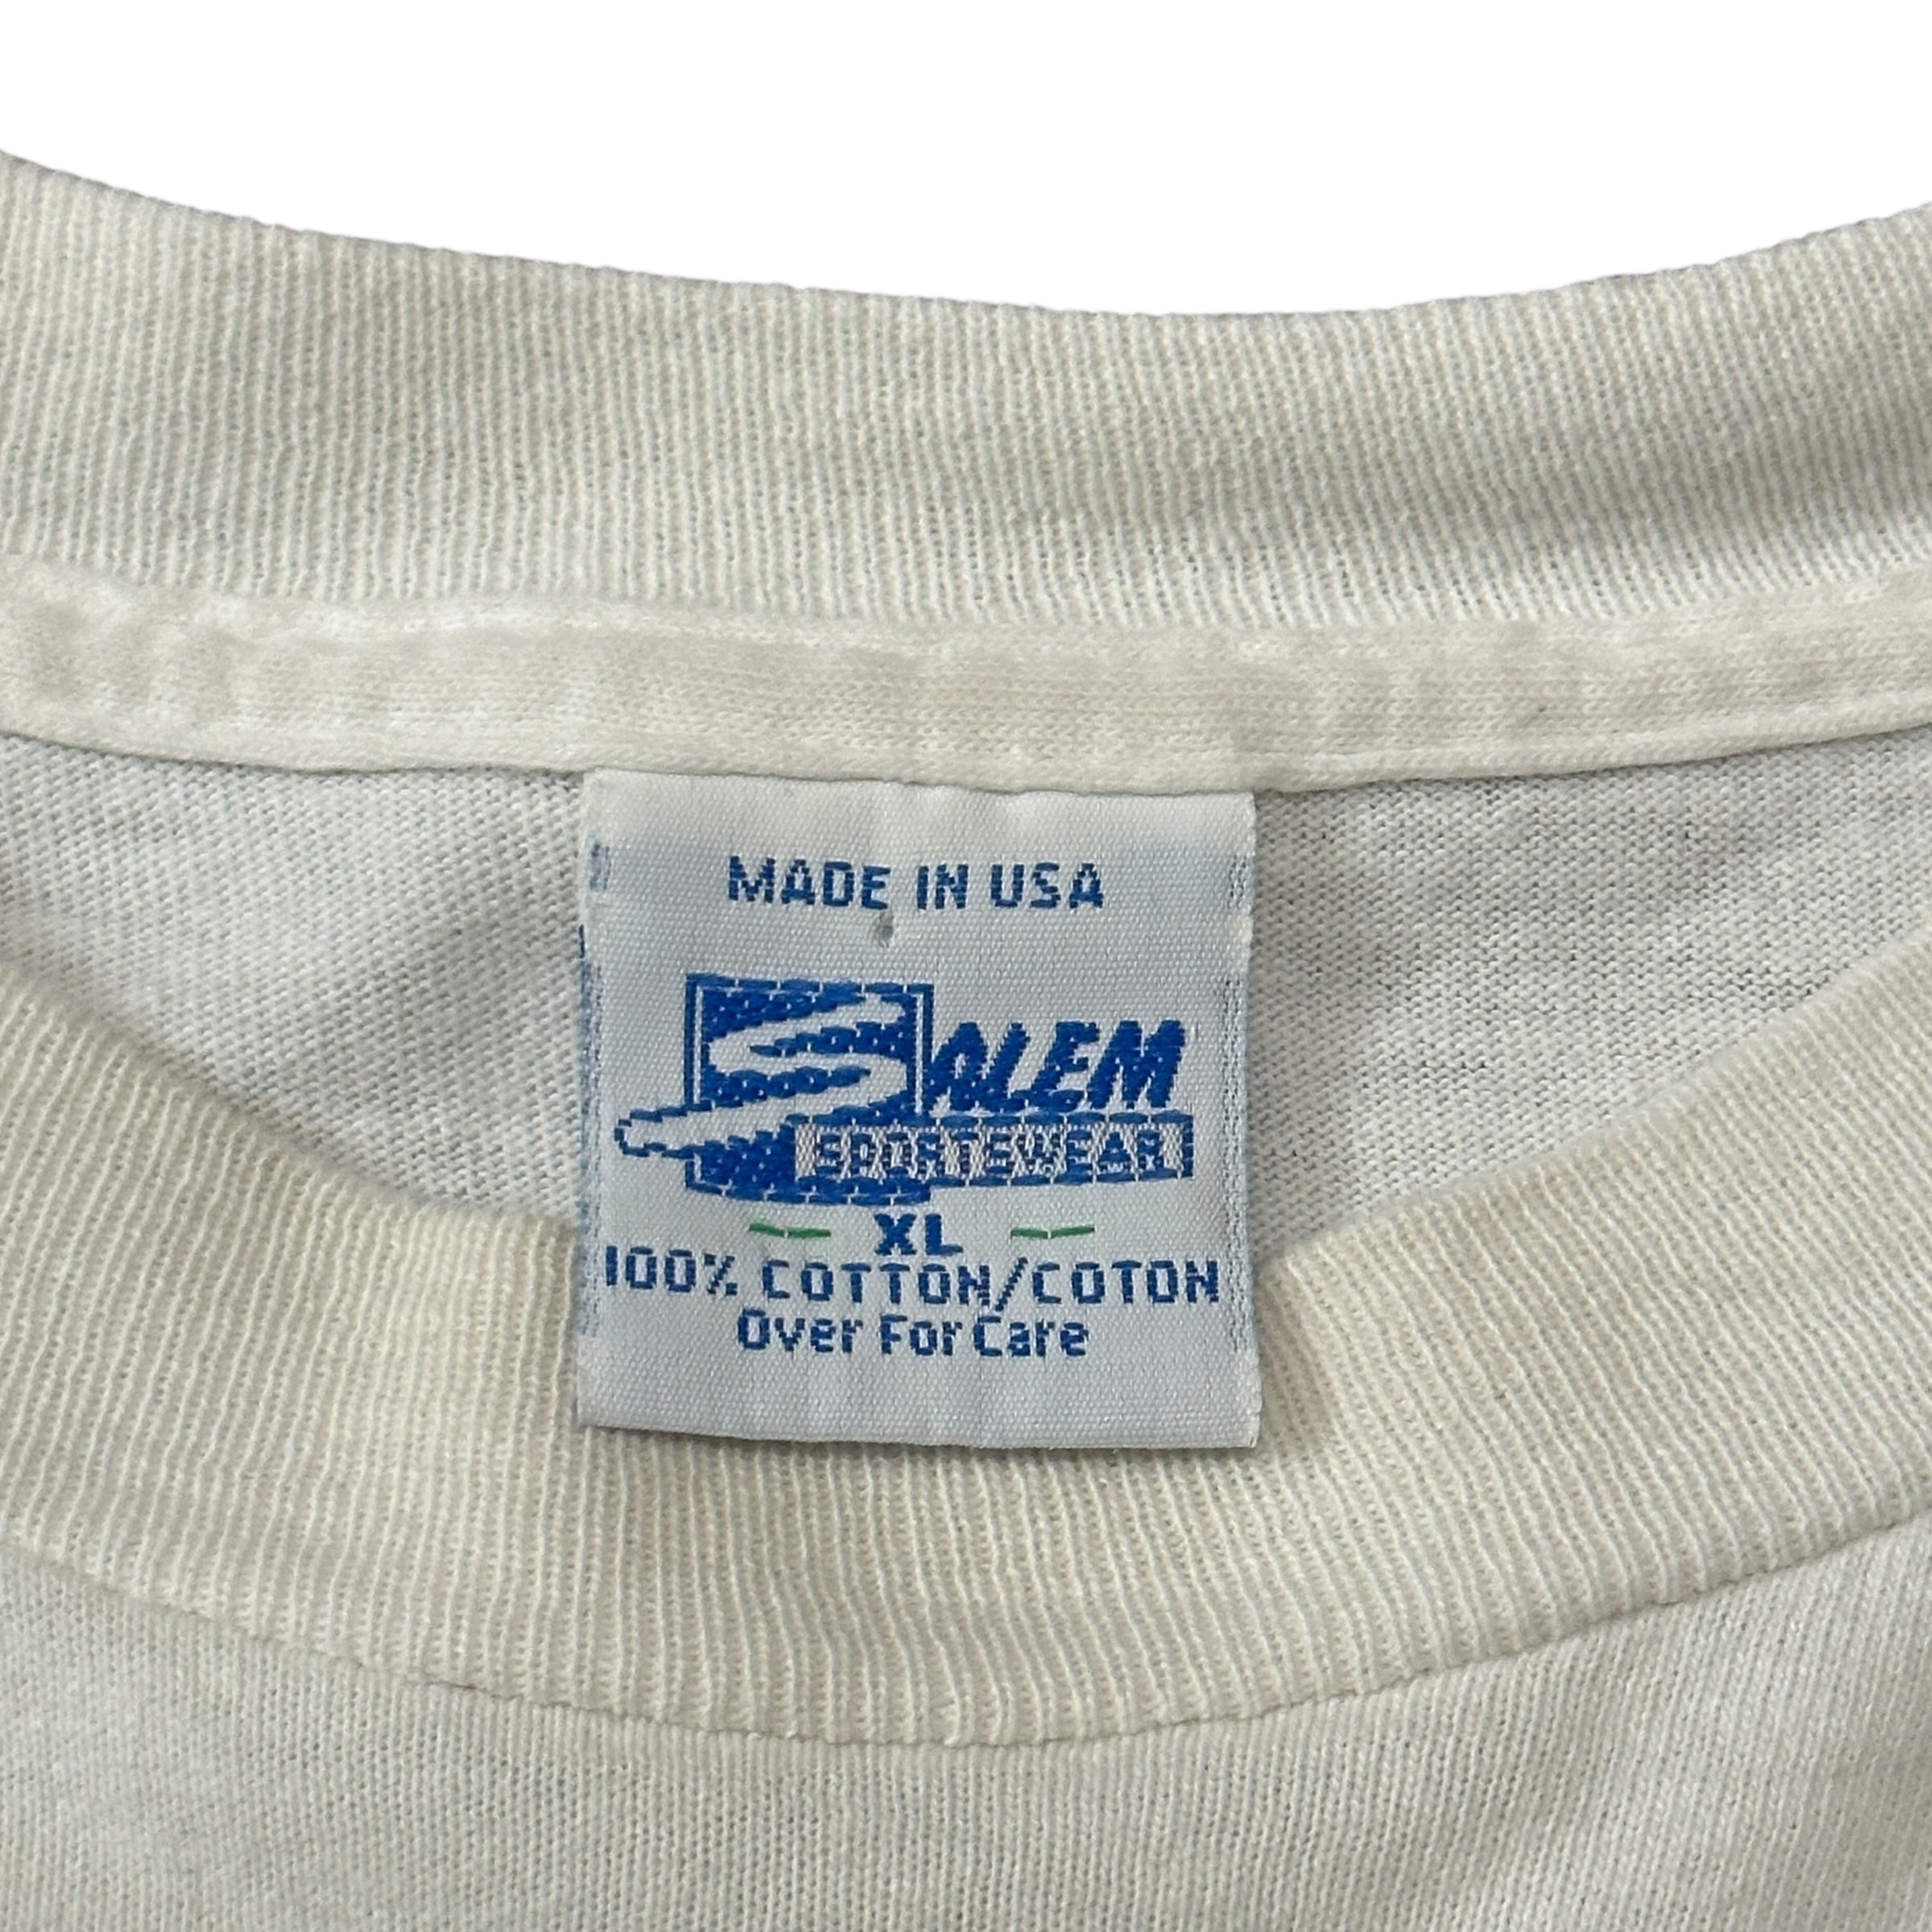 MADE IN USA
SALEM
SPORTSWEAR
XL
100% COTTON/COTON
Over For Care